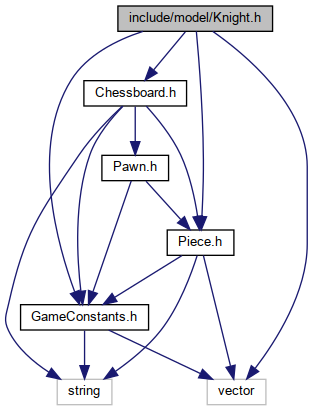 include/model/Knight.h
Chessboard.h
Pawn.h
Piece.h
GameConstants.h
string
vector